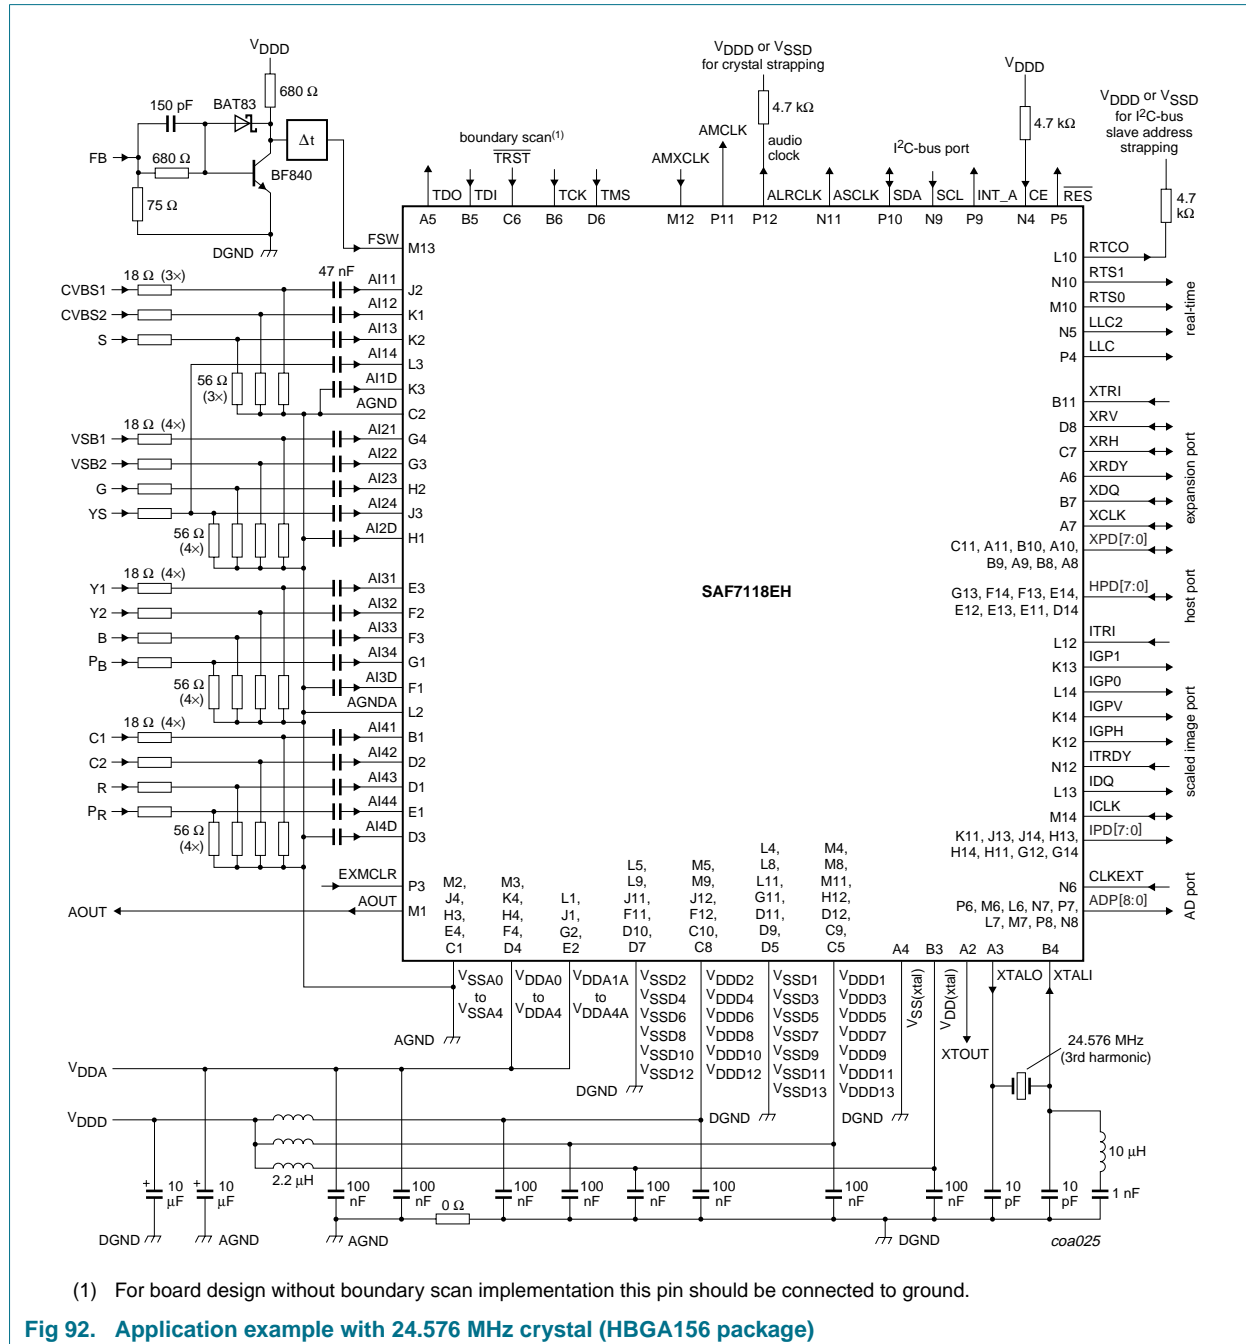 VDDD
680 Ω
150 pF
BAT83
FB
680 Ω
BF840
75 Ω
Δt
DGND
VDDD or VSSD
for crystal strapping
4.7 kΩ
boundary scan(1)
TRST
AMCLK
AMXCLK
audio
clock
I2C-bus port
VDDD
4.7 kΩ
VDDD or VSSD
for I2C-bus
slave address
strapping
4.7
kΩ
TDO
TDI
TCK
TMS
ALRCLK
ASCLK
SDA
SCL
INT_A
CE
RES
A5
B5
C6
B6
D6
M12
P11
P12
N11
P10
N9
P9
N4
P5
FSW
M13
CVBS1
18 Ω (3×)
47 nF
AI11
J2
CVBS2
AI12
K1
S
AI13
K2
AI14
L3
56 Ω
(3×)
AI1D
K3
AGND
C2
VSB1
18 Ω (4×)
AI21
G4
VSB2
AI22
G3
G
AI23
H2
YS
AI24
J3
56 Ω
(4×)
AI2D
H1
Y1
18 Ω (4×)
AI31
E3
Y2
AI32
F2
B
AI33
F3
PB
AI34
G1
56 Ω
(4×)
AI3D
F1
AGNDA
L2
C1
18 Ω (4×)
AI41
B1
C2
AI42
D2
R
AI43
D1
PR
AI44
E1
56 Ω
(4×)
AI4D
D3
EXMCLR
P3
AOUT
AOUT
M1
SAF7118EH
L10
RTCO
N10
RTS1
M10
RTS0
N5
LLC2
P4
LLC
real-time
B11
XTRI
D8
XRV
C7
XRH
A6
XRDY
B7
XDQ
A7
XCLK
C11, A11, B10, A10,
B9, A9, B8, A8
XPD[7:0]
expansion port
G13, F14, F13, E14,
E12, E13, E11, D14
HPD[7:0]
host port
L12
ITRI
K13
IGP1
L14
IGP0
K14
IGPV
K12
IGPH
N12
ITRDY
L13
IDQ
M14
ICLK
K11, J13, J14, H13,
H14, H11, G12, G14
IPD[7:0]
scaled image port
N6
CLKEXT
P6, M6, L6, N7, P7,
L7, M7, P8, N8
ADP[8:0]
AD port
M2,
J4,
H3,
E4,
C1
M3,
K4,
H4,
F4,
D4
L1,
J1,
G2,
E2
L5,
L9,
J11,
F11,
D10,
D7
M5,
M9,
J12,
F12,
C10,
C8
L4,
L8,
L11,
G11,
D11,
D9,
D5
M4,
M8,
M11,
H12,
D12,
C9,
C5
A4
B3
A2
A3
B4
VSSA0
to
VSSA4
VDDA0
to
VDDA4
VDDA1A
to
VDDA4A
VSSD2
VSSD4
VSSD6
VSSD8
VSSD10
VSSD12
VDDD2
VDDD4
VDDD6
VDDD8
VDDD10
VDDD12
VSSD1
VSSD3
VSSD5
VSSD7
VSSD9
VSSD11
VSSD13
VDDD1
VDDD3
VDDD5
VDDD7
VDDD9
VDDD11
VDDD13
VSS(xtal)
VDD(xtal)
XTOUT
XTALO
XTALI
24.576 MHz
(3rd harmonic)
AGND
DGND
DGND
DGND
VDDA
VDDD
2.2 μH
10 μH
+
10
μF
+
10
μF
100
nF
100
nF
100
nF
100
nF
100
nF
100
nF
100
nF
100
nF
10
pF
10
pF
1 nF
0 Ω
DGND
AGND
AGND
DGND
coa025
(1) For board design without boundary scan implementation this pin should be connected to ground.
Fig 92. Application example with 24.576 MHz crystal (HBGA156 package)